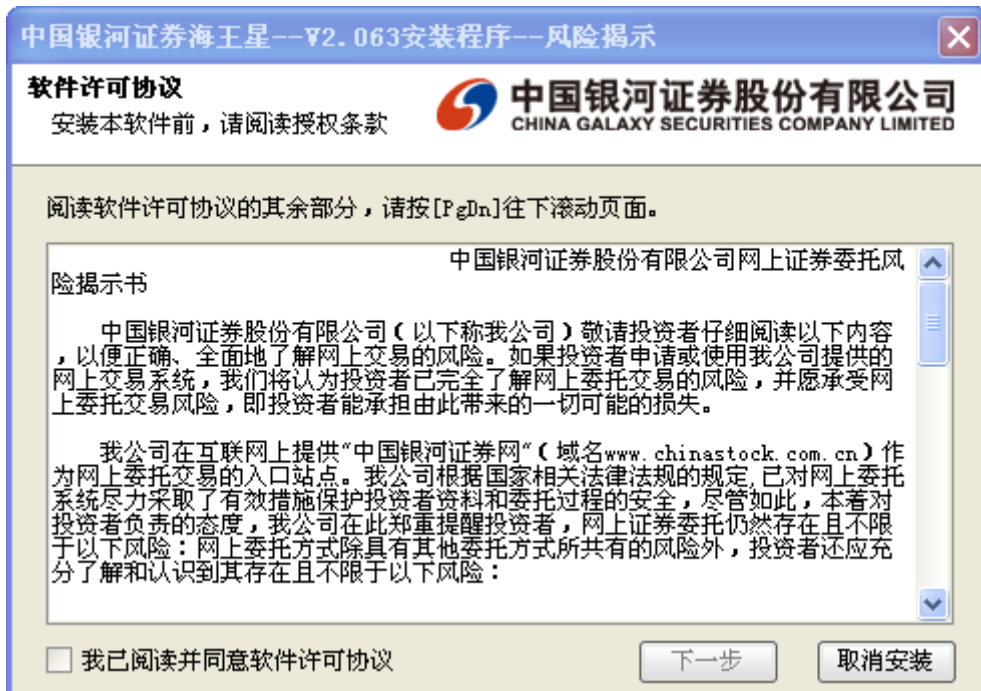 中国银河证券海王星--V2.063安装程序--风险揭示
软件许可协议
安装本软件前，请阅读授权条款
中国银河证券股份有限公司
CHINA GALAXY SECURITIES COMPANY LIMITED
阅读软件许可协议的其余部分，请按[PgDn]往下滚动页面。
中国银河证券股份有限公司网上证券委托风
险揭示书
中国银河证券股份有限公司（以下称我公司）敬请投资者仔细阅读以下内容
，以便正确、全面地了解网上交易的风险。如果投资者申请或使用我公司提供的
网上交易系统，我们将认为投资者已完全了解网上委托交易的风险，并愿承受网
上委托交易风险，即投资者能承担由此带来的一切可能的损失。
我公司在互联网上提供“中国银河证券网“（域名www.chinastock.com.cn）作
为网上委托交易的入口站点。我公司根据国家相关法律法规的规定,已对网上委托
系统尽力采取了有效措施保护投资者资料和委托过程的安全，尽管如此，本着对
投资者负责的态度，我公司在此郑重提醒投资者，网上证券委托仍然存在且不限
于以下风险：网上委托方式除具有其他委托方式所共有的风险外，投资者还应充
分了解和认识到其存在且不限于以下风险：
我已阅读并同意软件许可协议
下一步
取消安装